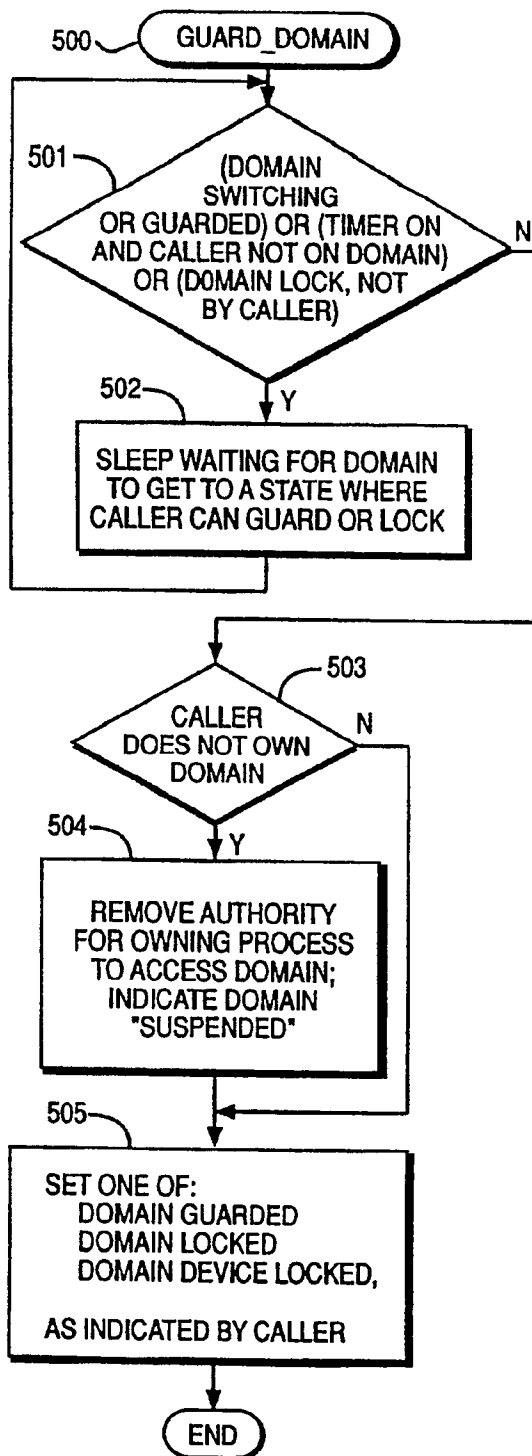 500
GUARD_DOMAIN
501
(DOMAIN
SWITCHING
OR GUARDED) OR (TIMER ON
AND CALLER NOT ON DOMAIN)
OR (DOMAIN LOCK, NOT
BY CALLER)
N
Y
502
SLEEP WAITING FOR DOMAIN
TO GET TO A STATE WHERE
CALLER CAN GUARD OR LOCK
503
CALLER
DOES NOT OWN
DOMAIN
N
Y
504
REMOVE AUTHORITY
FOR OWNING PROCESS
TO ACCESS DOMAIN;
INDICATE DOMAIN
"SUSPENDED"
505
SET ONE OF:
DOMAIN GUARDED
DOMAIN LOCKED
DOMAIN DEVICE LOCKED,
AS INDICATED BY CALLER
END